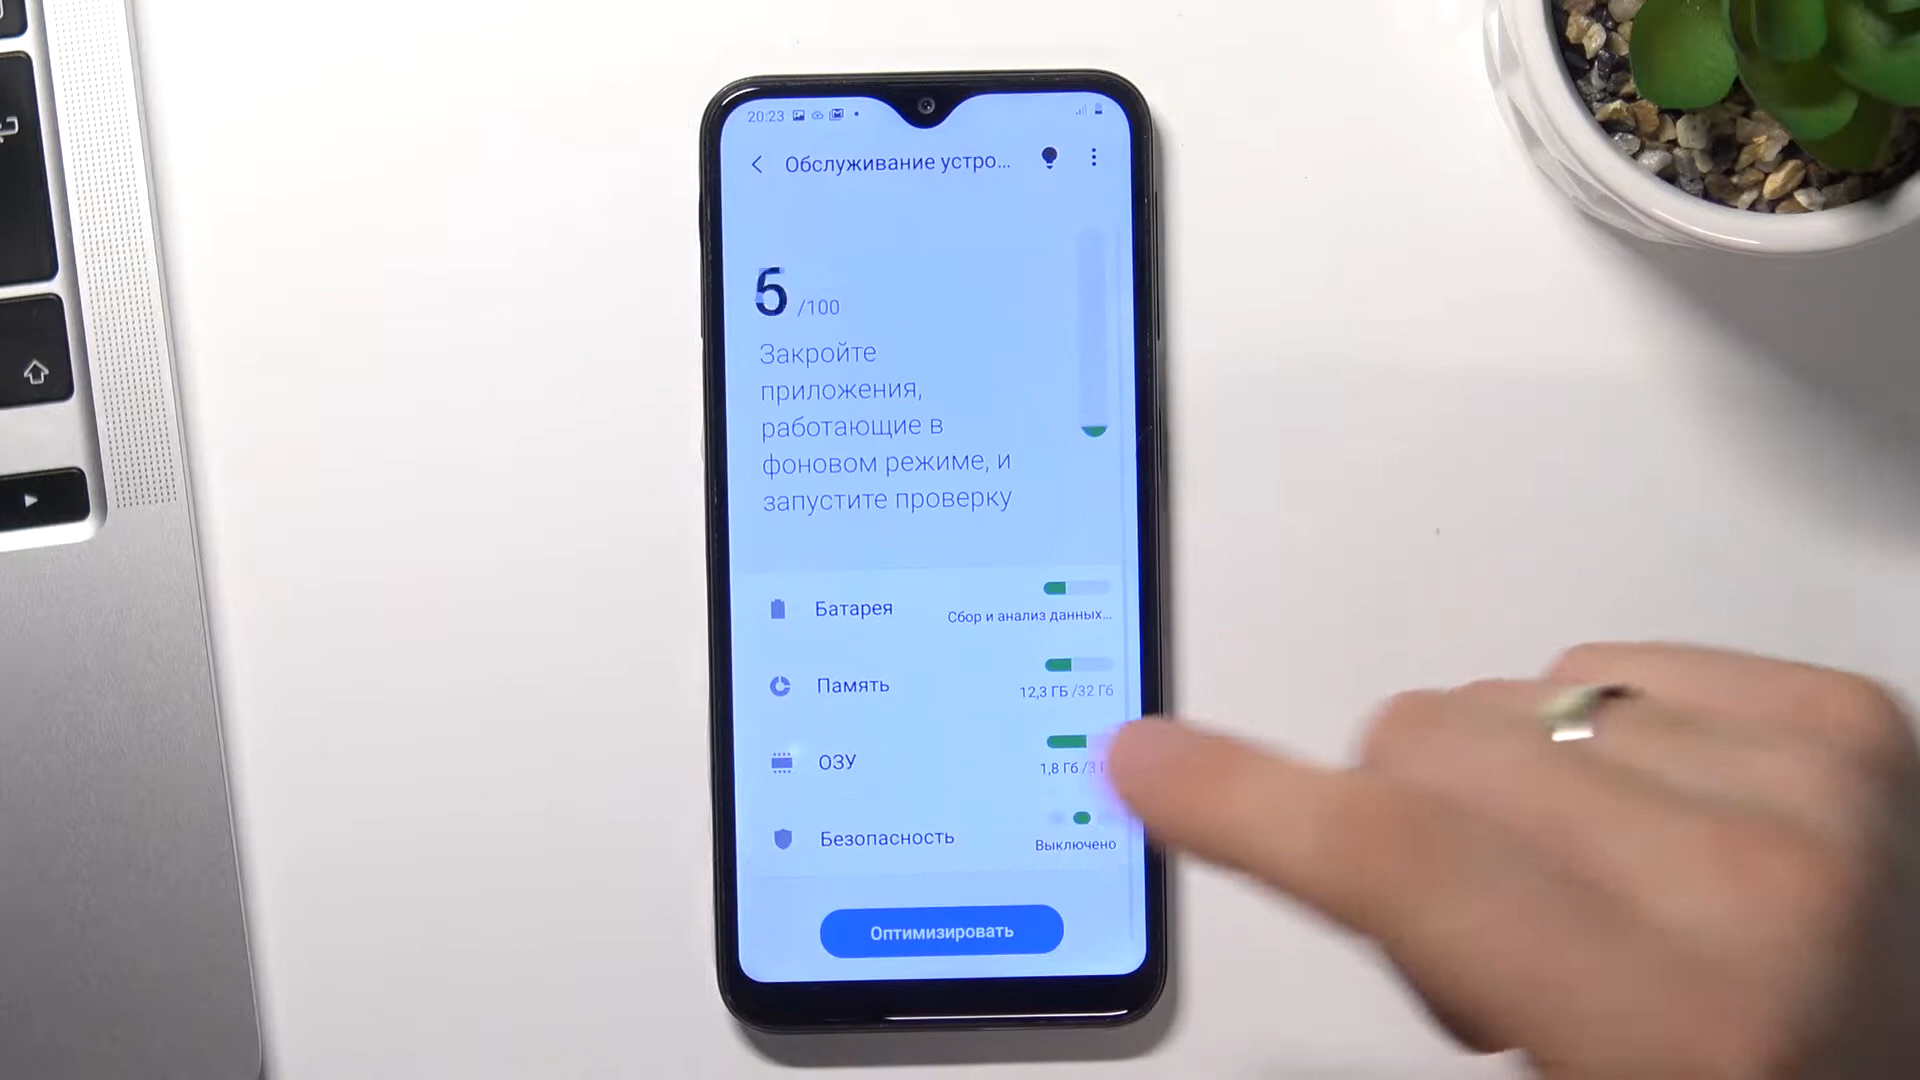 20:23
Обслуживание устро...
5 /100
Закройте
приложения,
работающие в
фоновом режиме, и
запустите проверку
Батарея
Сбор и анализ данных...
Память
12,3 ГБ /32 Гб
ОЗУ
1,8 Гб /3
Безопасность
Выключено
Оптимизировать